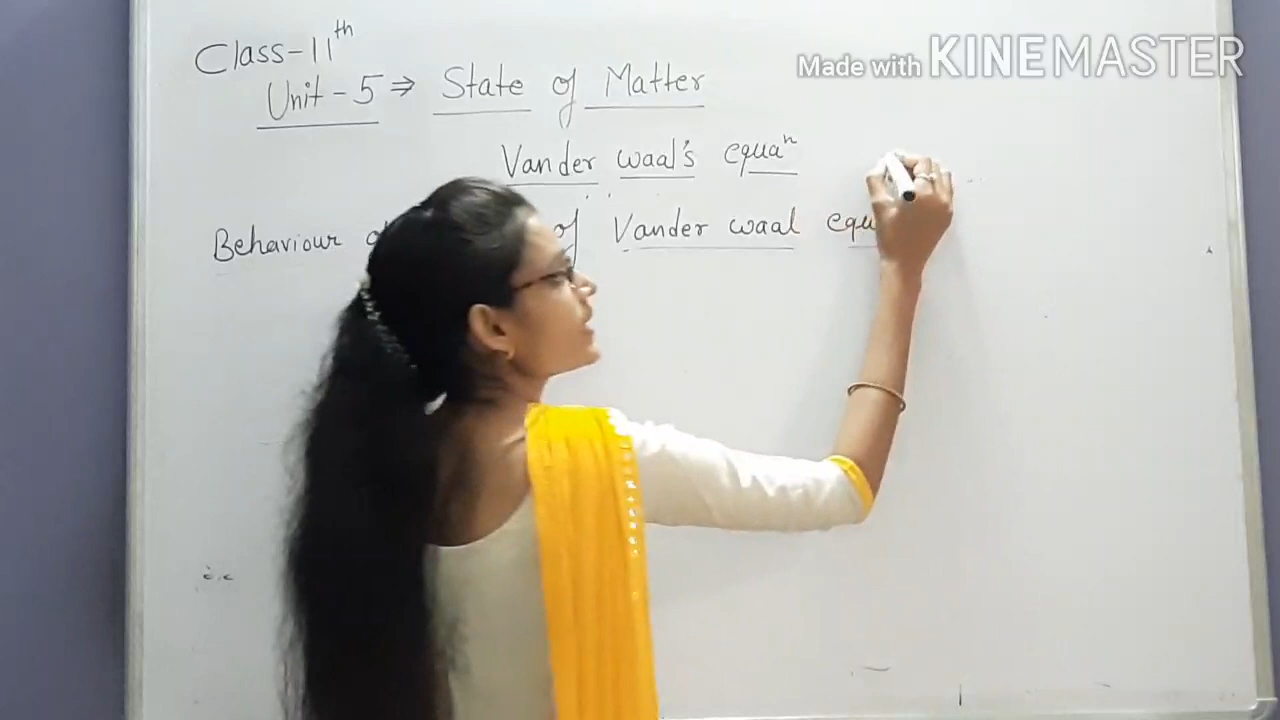 Class-11th
Made with KINEMASTER
Unit-5 ⇒ State of Matter
Vander waal's equaⁿ
Behaviour of Vander waal equ